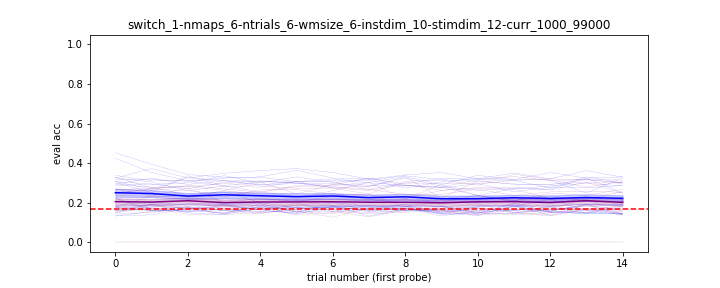 switch_1-nmaps_6-ntrials_6-wmsize_6-instdim_10-stimdim_12-curr_1000_99000
1.0
0.8
0.6
0.4
0.2
0.0
eval acc
0 2 4 6 8 10 12 14
trial number (first probe)